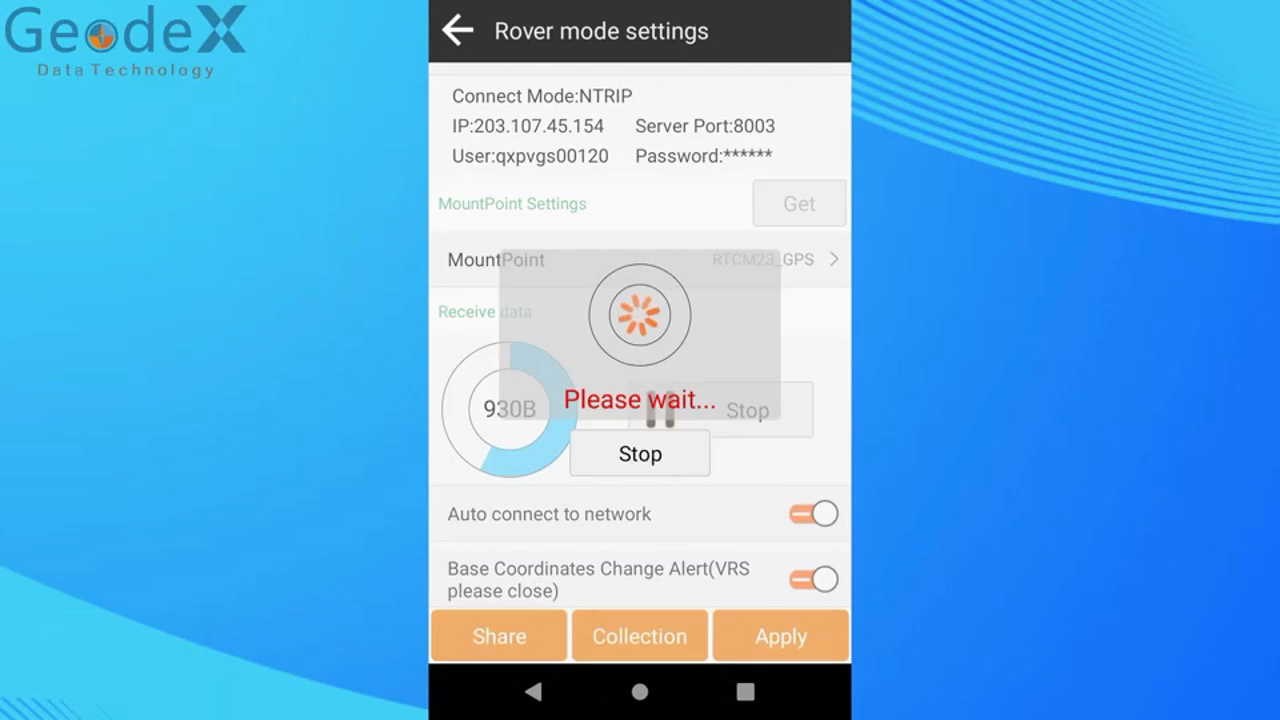 GeodeX
Data Technology
Rover mode settings
Connect Mode:NTRIP
IP:203.107.45.154 Server Port:8003
User:qxpvgs00120 Password:******
MountPoint Settings Get
MountPoint RTCM23_GPS
Receive data
930B Please wait... Stop
Stop
Auto connect to network
Base Coordinates Change Alert(VRS
please close)
Share Collection Apply